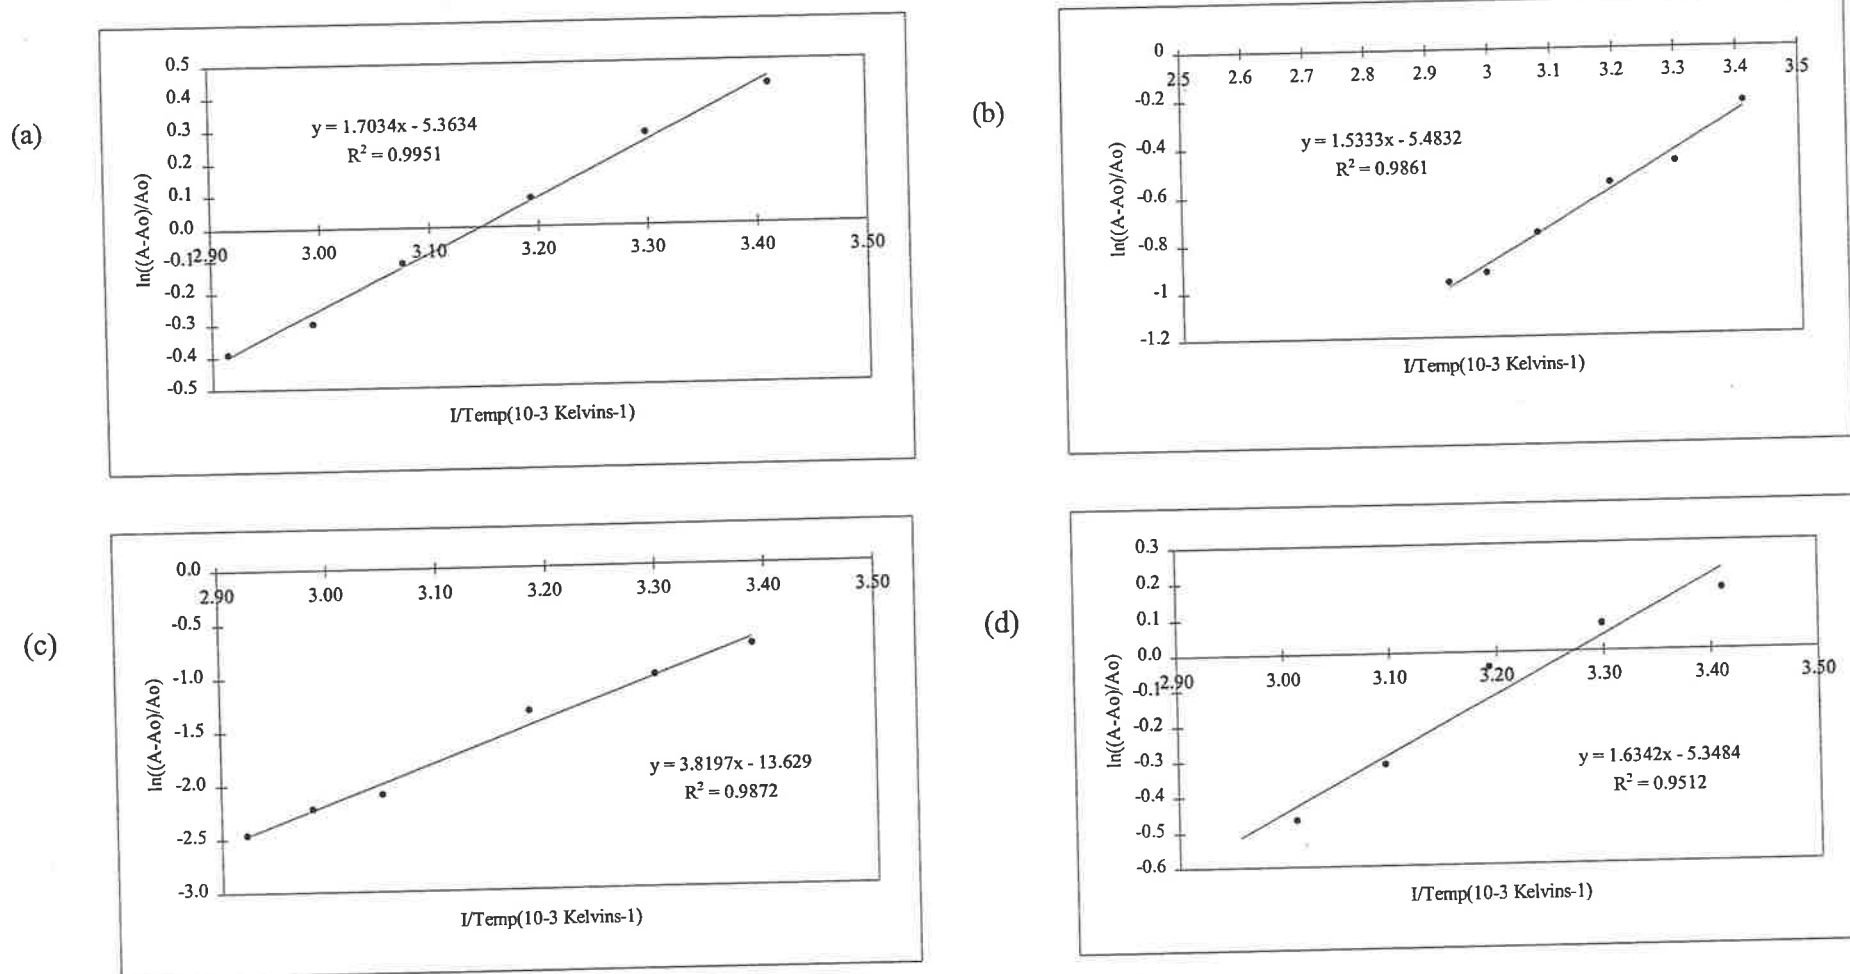 (a)
0.5
0.4
0.3
0.2
0.1
0.0
-0.1
-0.2
-0.3
-0.4
-0.5
2.90 3.00 3.10 3.20 3.30 3.40 3.50
y = 1.7034x - 5.3634
R² = 0.9951
ln((A-Ao)/Ao)
I/Temp(10-3 Kelvins-1)
(b)
0
-0.2
-0.4
-0.6
-0.8
-1
-1.2
2.5 2.6 2.7 2.8 2.9 3 3.1 3.2 3.3 3.4 3.5
y = 1.5333x - 5.4832
R² = 0.9861
ln((A-Ao)/Ao)
I/Temp(10-3 Kelvins-1)
(c)
0.0
-0.5
-1.0
-1.5
-2.0
-2.5
-3.0
2.90 3.00 3.10 3.20 3.30 3.40 3.50
y = 3.8197x - 13.629
R² = 0.9872
ln((A-Ao)/Ao)
I/Temp(10-3 Kelvins-1)
(d)
0.3
0.2
0.1
0.0
-0.1
-0.2
-0.3
-0.4
-0.5
-0.6
2.90 3.00 3.10 3.20 3.30 3.40 3.50
y = 1.6342x - 5.3484
R² = 0.9512
ln((A-Ao)/Ao)
I/Temp(10-3 Kelvins-1)